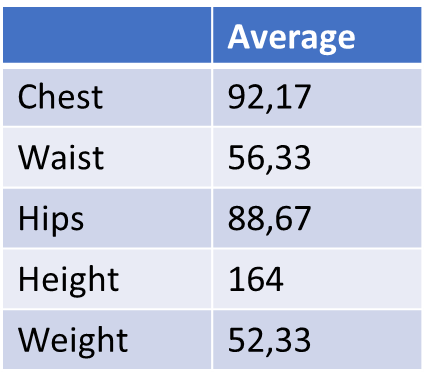 Average
Chest 92,17
Waist 56,33
Hips 88,67
Height 164
Weight 52,33